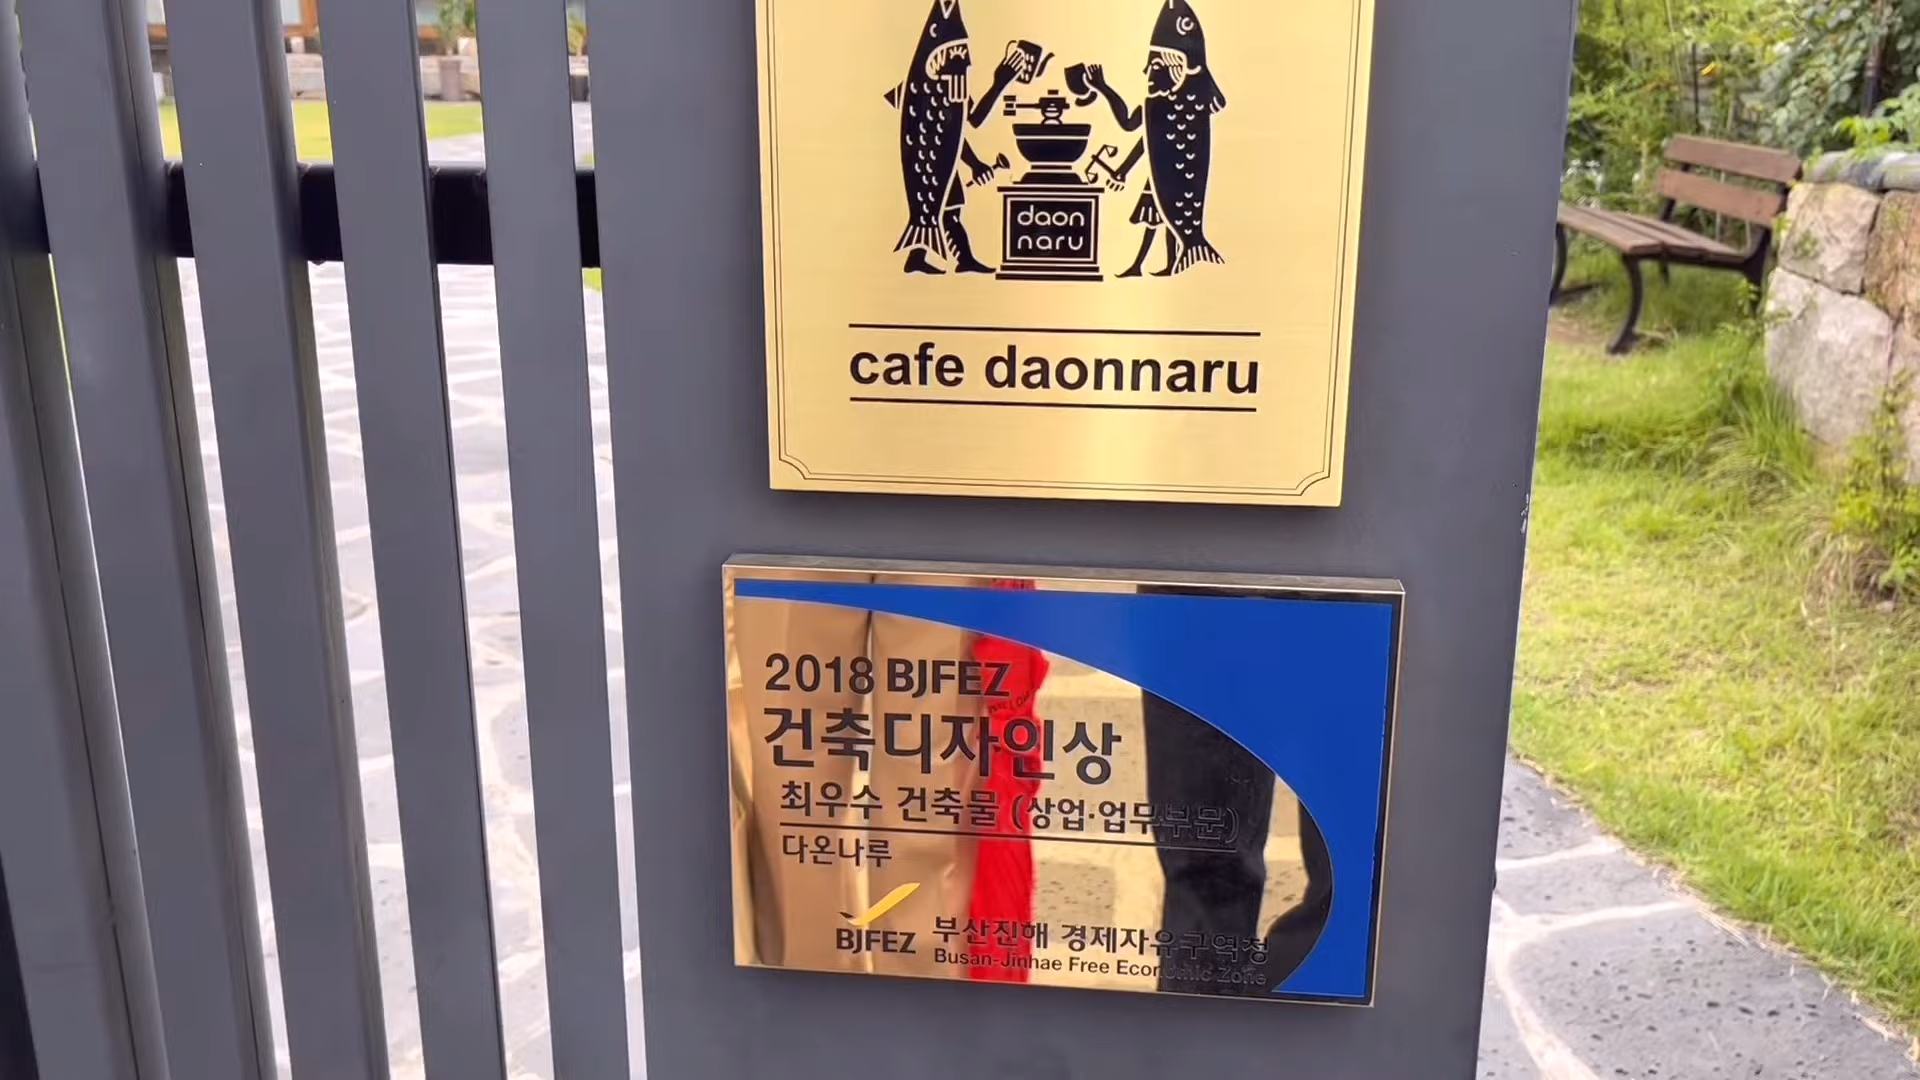 daon
naru
cafe daonnaru
2018 BJFEZ
건축디자인상
최우수 건축물 (상업·업무부문)
다온나루
BJFEZ
부산진해 경제자유구역청
Busan-Jinhae Free Economic Zone